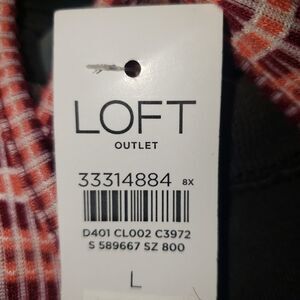 LOFT
OUTLET
33314884 8X
D401 CL002 C3972
S 589667 SZ 800
L